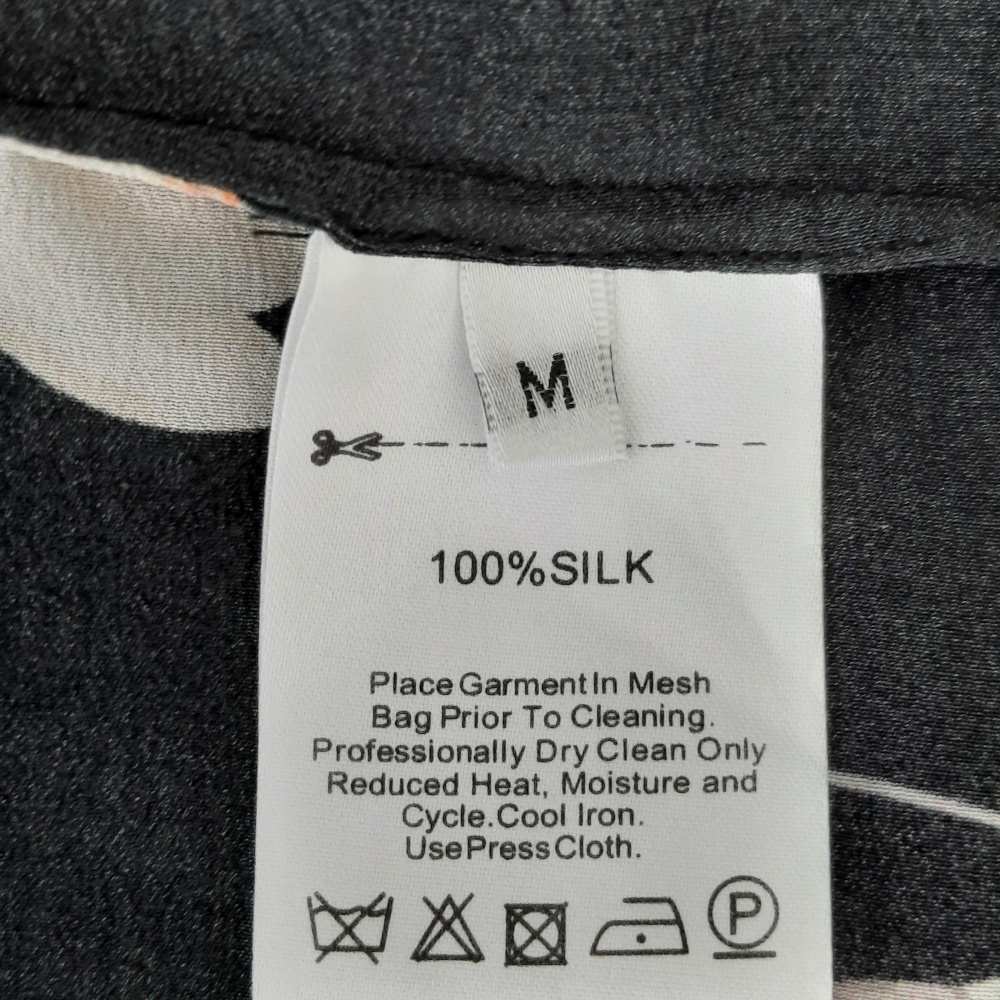 M
100%SILK
Place Garment In Mesh
Bag Prior To Cleaning.
Professionally Dry Clean Only
Reduced Heat, Moisture and
Cycle.Cool Iron.
Use Press Cloth.
P